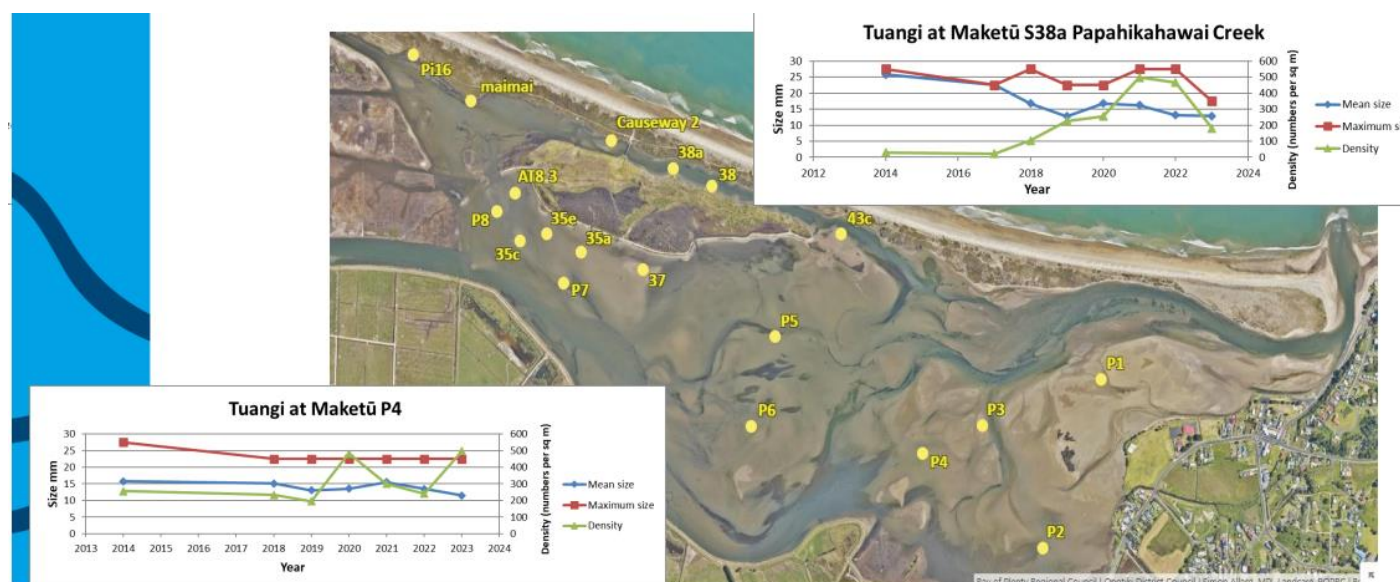 Tuangi at Maketū S38a Papahikahawai Creek
Size mm
30
25
20
15
10
5
0
600
500
400
300
200
100
0
Density (numbers per sq m)
2012
2014
2016
2018
2020
2022
2024
Year
Mean size
Maximum s
Density
Pi16
maimai
Causeway 2
38a
38
AT8.3
P8
35e
35c
35a
37
P7
43c
P5
P1
P6
P3
P4
P2
Tuangi at Maketū P4
Size mm
30
25
20
15
10
5
0
600
500
400
300
200
100
0
Density (numbers per sq m)
2013
2014
2015
2016
2017
2018
2019
2020
2021
2022
2023
2024
Year
Mean size
Maximum size
Density